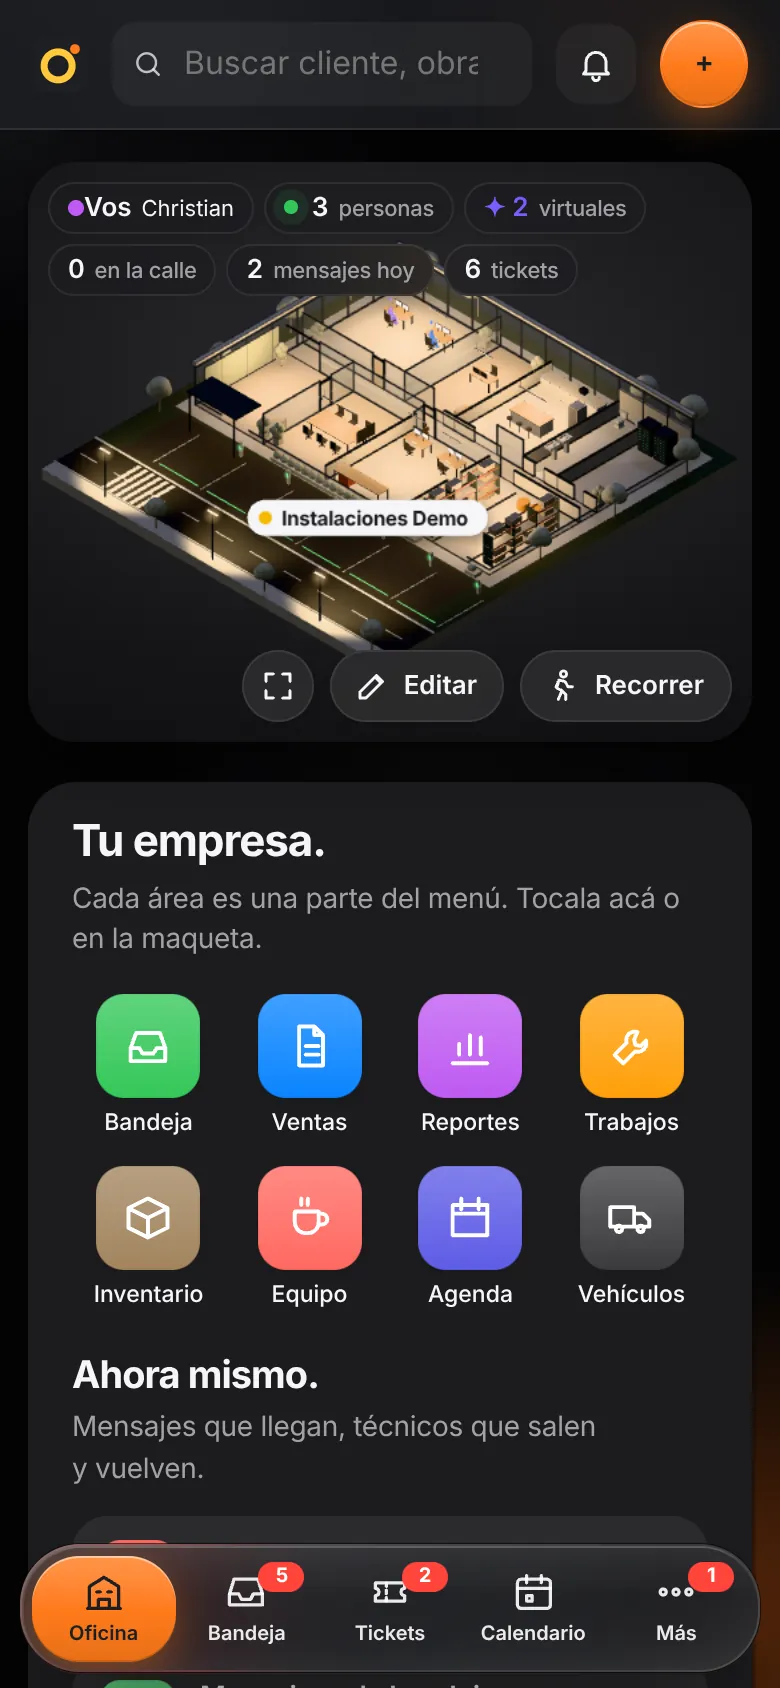 Buscar cliente, obra
+
Vos Christian
3 personas
2 virtuales
0 en la calle
2 mensajes hoy
6 tickets
Instalaciones Demo
Editar
Recorrer
Tu empresa.
Cada área es una parte del menú. Tocala acá o
en la maqueta.
Bandeja
Ventas
Reportes
Trabajos
Inventario
Equipo
Agenda
Vehículos
Ahora mismo.
Mensajes que llegan, técnicos que salen
y vuelven.
5
2
1
Oficina
Bandeja
Tickets
Calendario
Más